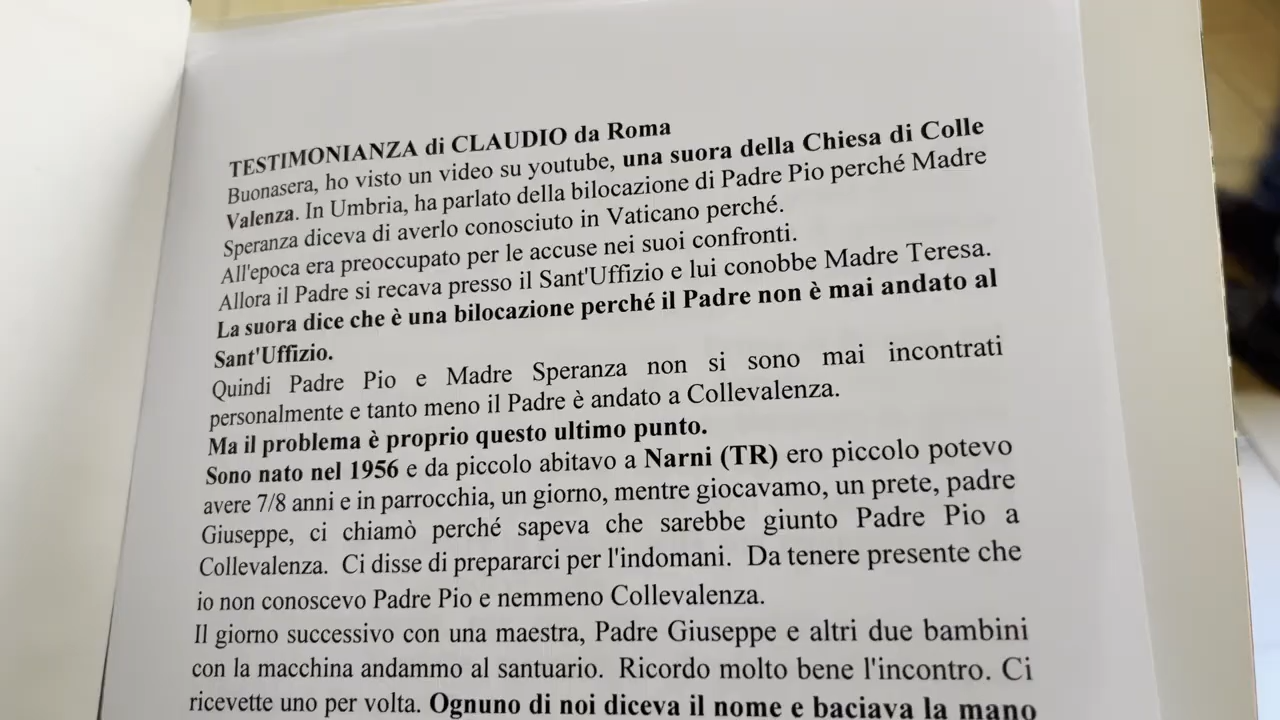 TESTIMONIANZA di CLAUDIO da Roma
Buonasera, ho visto un video su youtube, una suora della Chiesa di Colle
Valenza. In Umbria, ha parlato della bilocazione di Padre Pio perché Madre
Speranza diceva di averlo conosciuto in Vaticano perché.
All'epoca era preoccupato per le accuse nei suoi confronti.
Allora il Padre si recava presso il Sant'Uffizio e lui conobbe Madre Teresa.
La suora dice che è una bilocazione perché il Padre non è mai andato al
Sant'Uffizio.
Quindi Padre Pio e Madre Speranza non si sono mai incontrati
personalmente e tanto meno il Padre è andato a Collevalenza.
Ma il problema è proprio questo ultimo punto.
Sono nato nel 1956 e da piccolo abitavo a Narni (TR) ero piccolo potevo
avere 7/8 anni e in parrocchia, un giorno, mentre giocavamo, un prete, padre
Giuseppe, ci chiamò perché sapeva che sarebbe giunto Padre Pio a
Collevalenza. Ci disse di prepararci per l'indomani. Da tenere presente che
io non conoscevo Padre Pio e nemmeno Collevalenza.
Il giorno successivo con una maestra, Padre Giuseppe e altri due bambini
con la macchina andammo al santuario. Ricordo molto bene l'incontro. Ci
ricevette uno per volta. Ognuno di noi diceva il nome e baciava la mano